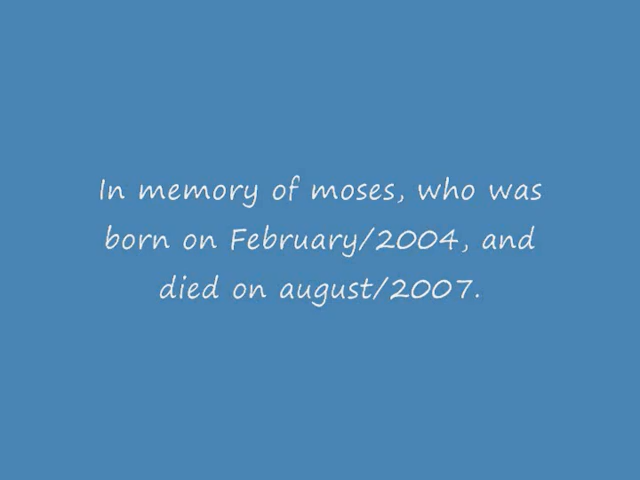 In memory of moses, who was
born on February/2004, and
died on august/2007.